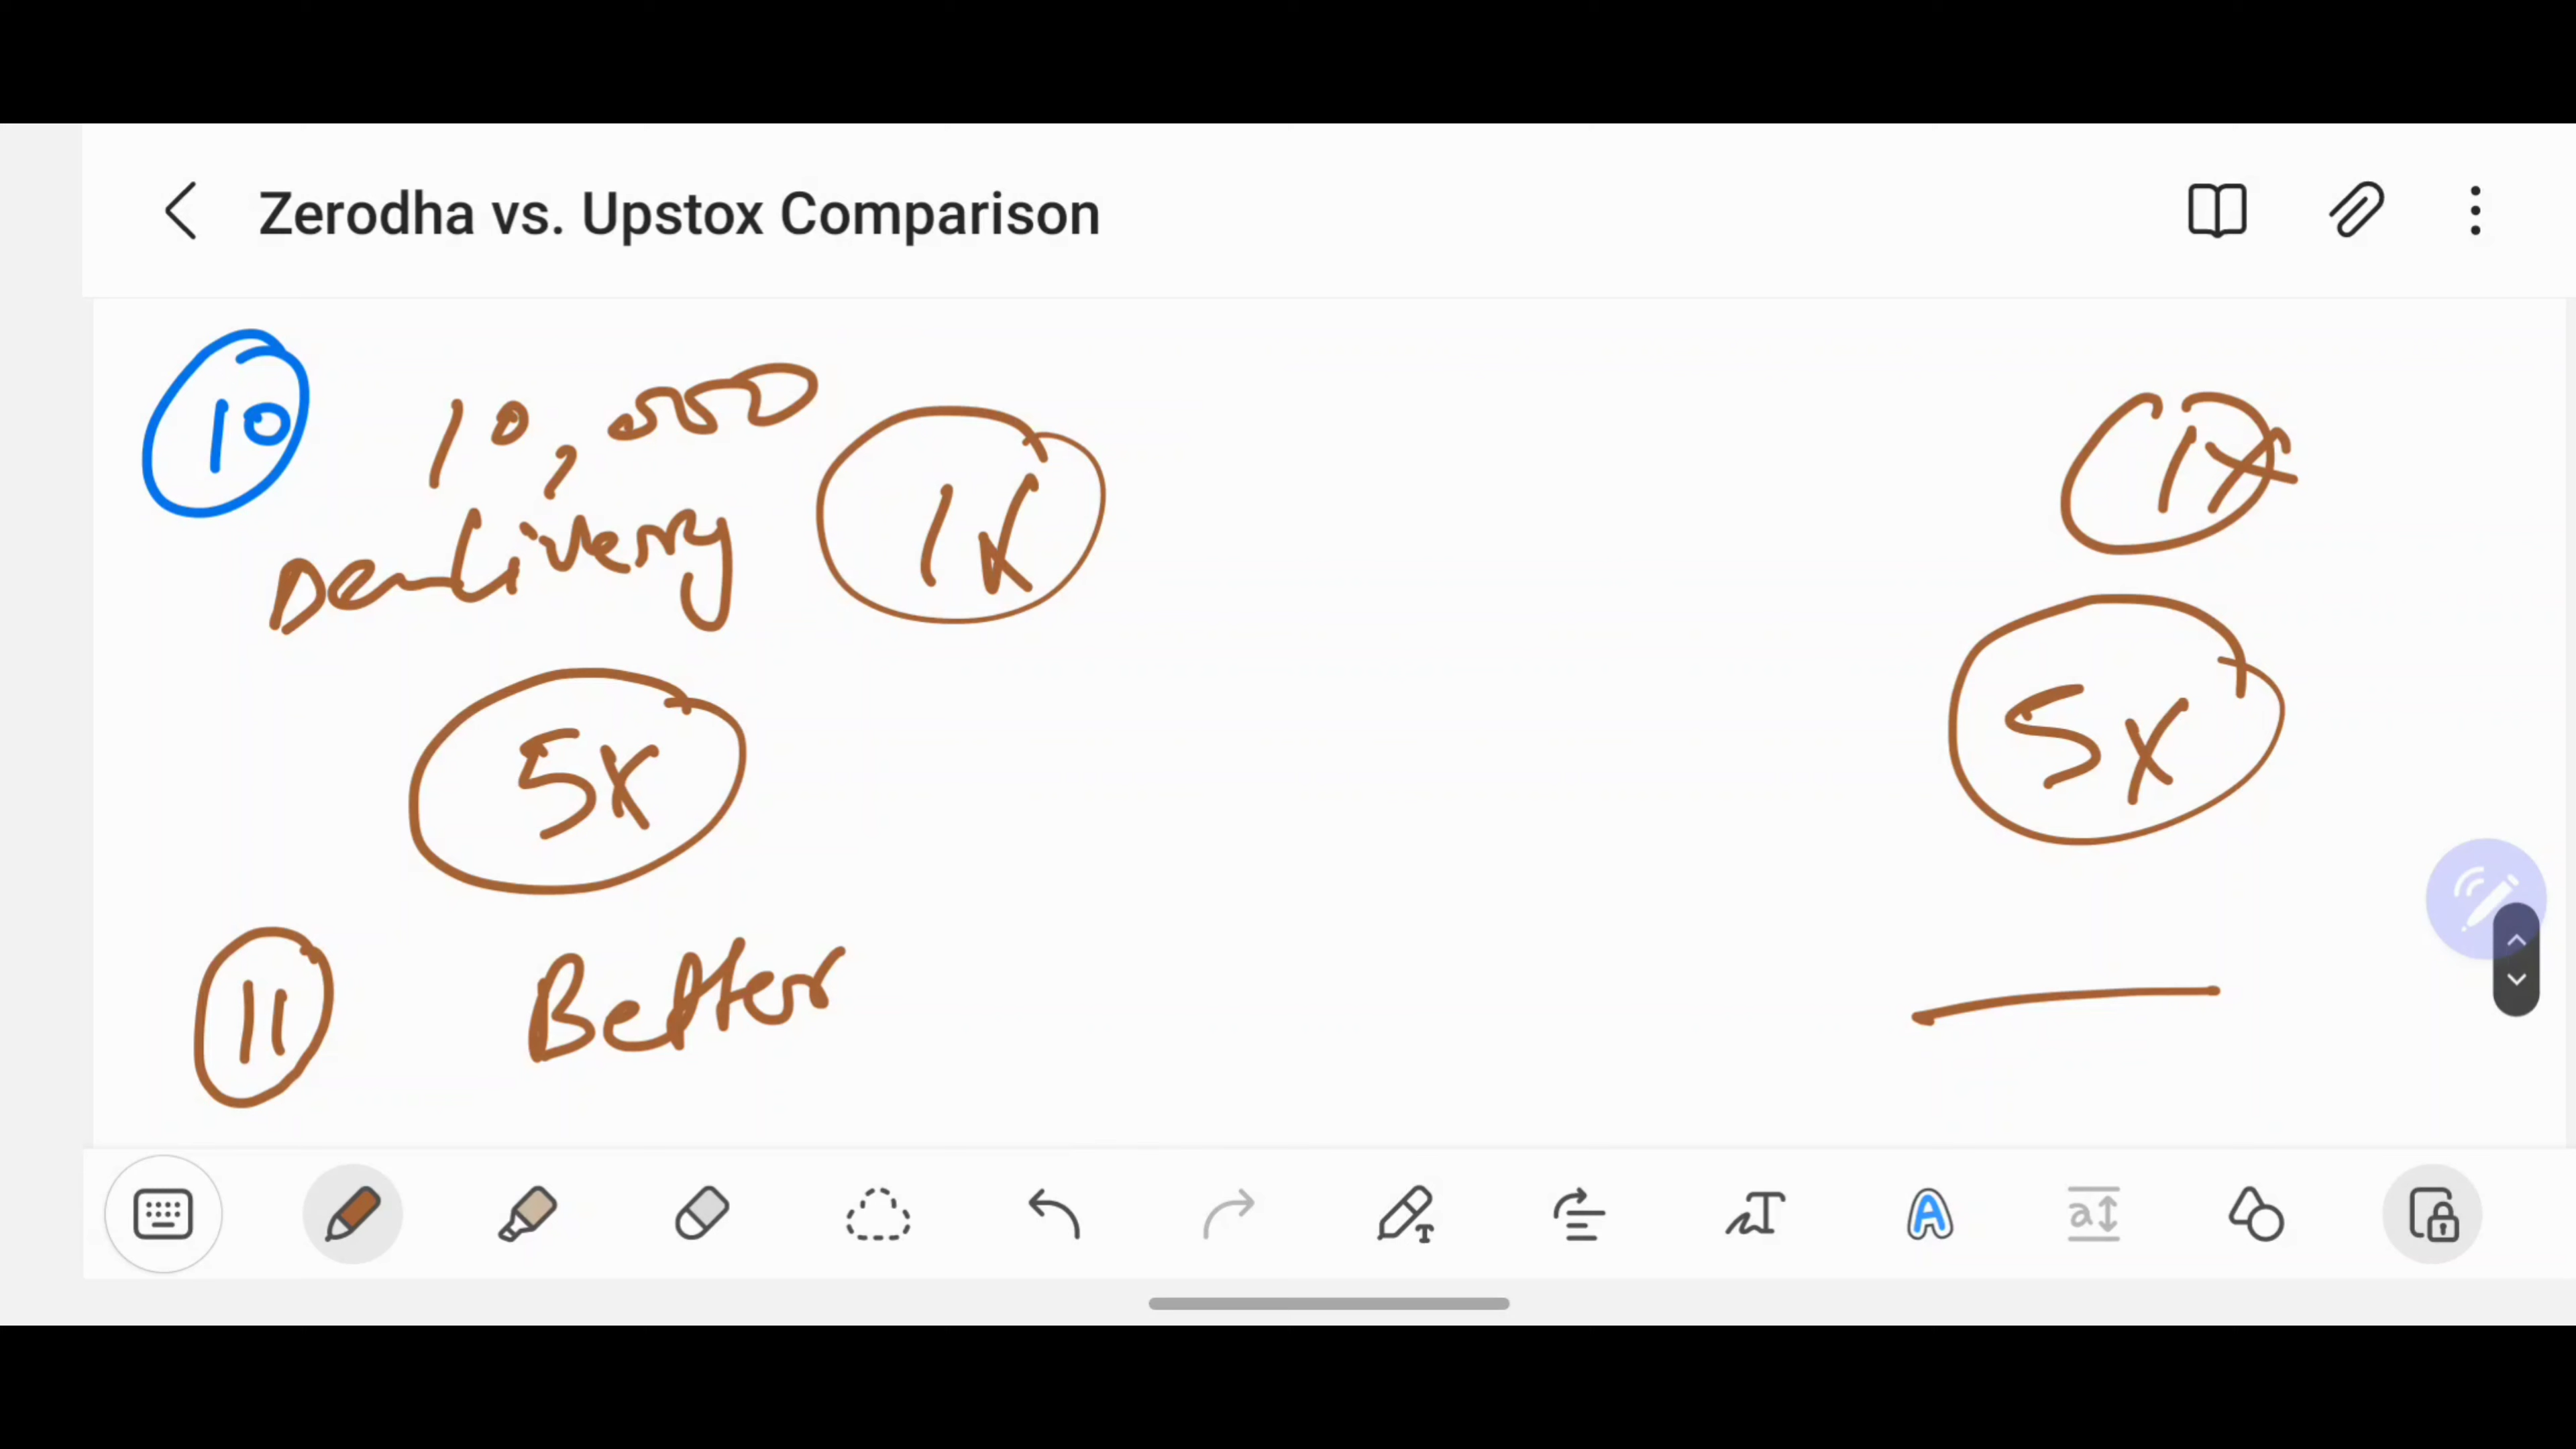 Zerodha vs. Upstox Comparison
10 10,000 1x
Delivery 1x
5x 5x
11 Better